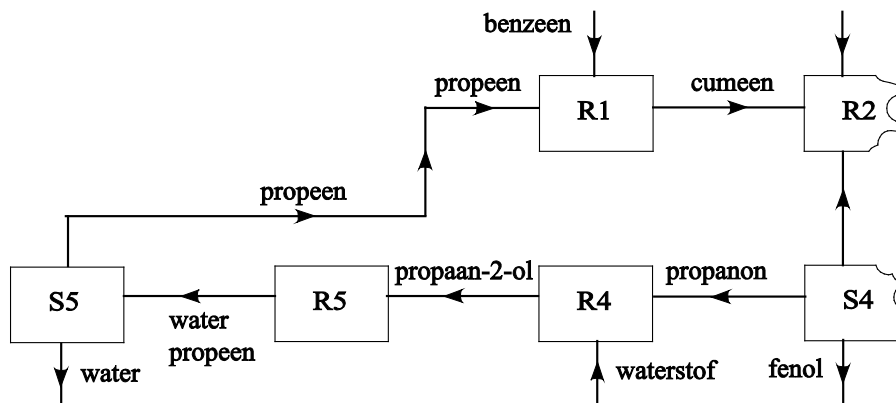 benzeen
propeen
cumeen
R1
R2
propeen
propaan-2-ol
propanon
S5
R5
R4
S4
water
propeen
water
waterstof
fenol